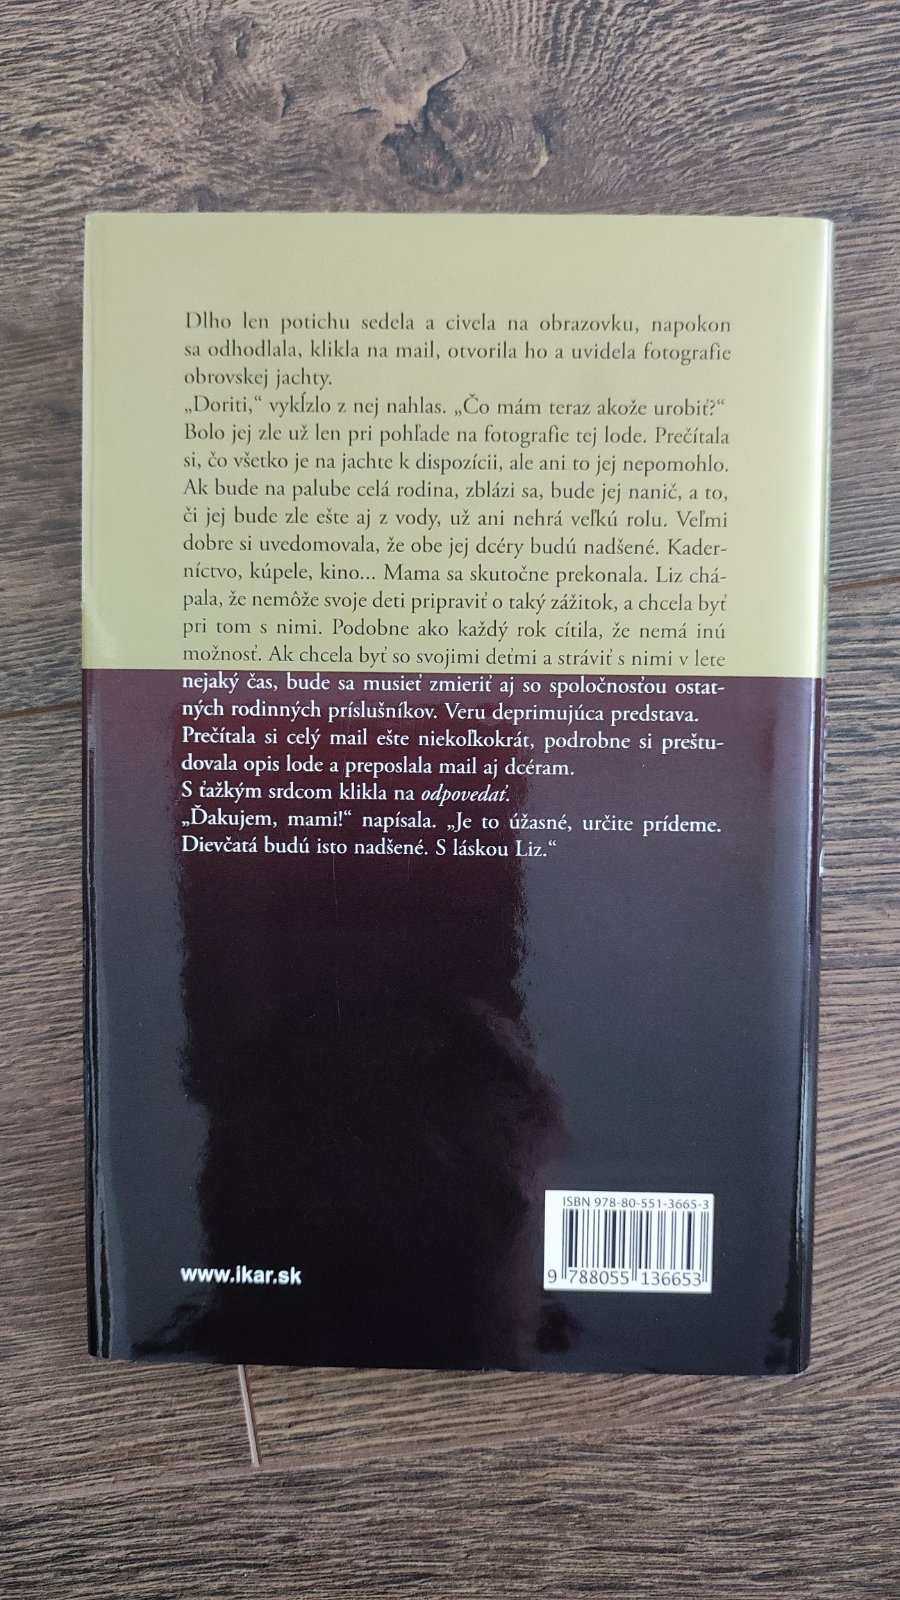 Dlho len potichu sedela a civela na obrazovku, napokon
sa odhodlala, klikla na mail, otvorila ho a uvidela fotografie
obrovskej jachty.
„Doriti,“ vykĺzlo z nej nahlas. „Čo mám teraz akože urobiť?“
Bolo jej zle už len pri pohľade na fotografie tej lode. Prečítala
si, čo všetko je na jachte k dispozícii, ale ani to jej nepomohlo.
Ak bude na palube celá rodina, zblázi sa, bude jej nanič, a to,
či jej bude zle ešte aj z vody, už ani nehrá veľkú rolu. Veľmi
dobre si uvedomovala, že obe jej dcéry budú nadšené. Kader-
níctvo, kúpele, kino... Mama sa skutočne prekonala. Liz chá-
pala, že nemôže svoje deti pripraviť o taký zážitok, a chcela byť
pri tom s nimi. Podobne ako každý rok cítila, že nemá inú
možnosť. Ak chcela byť so svojimi deťmi a stráviť s nimi v lete
nejaký čas, bude sa musieť zmieriť aj so spoločnosťou ostat-
ných rodinných príslušníkov. Veru deprimujúca predstava.
Prečítala si celý mail ešte niekoľkokrát, podrobne si preštu-
dovala opis lode a preposlala mail aj dcéram.
S ťažkým srdcom klikla na odpovedať.
„Ďakujem, mami!“ napísala. „Je to úžasné, určite prídeme.
Dievčatá budú isto nadšené. S láskou Liz.“
ISBN 978-80-551-3665-3
9 788055 136653
www.ikar.sk